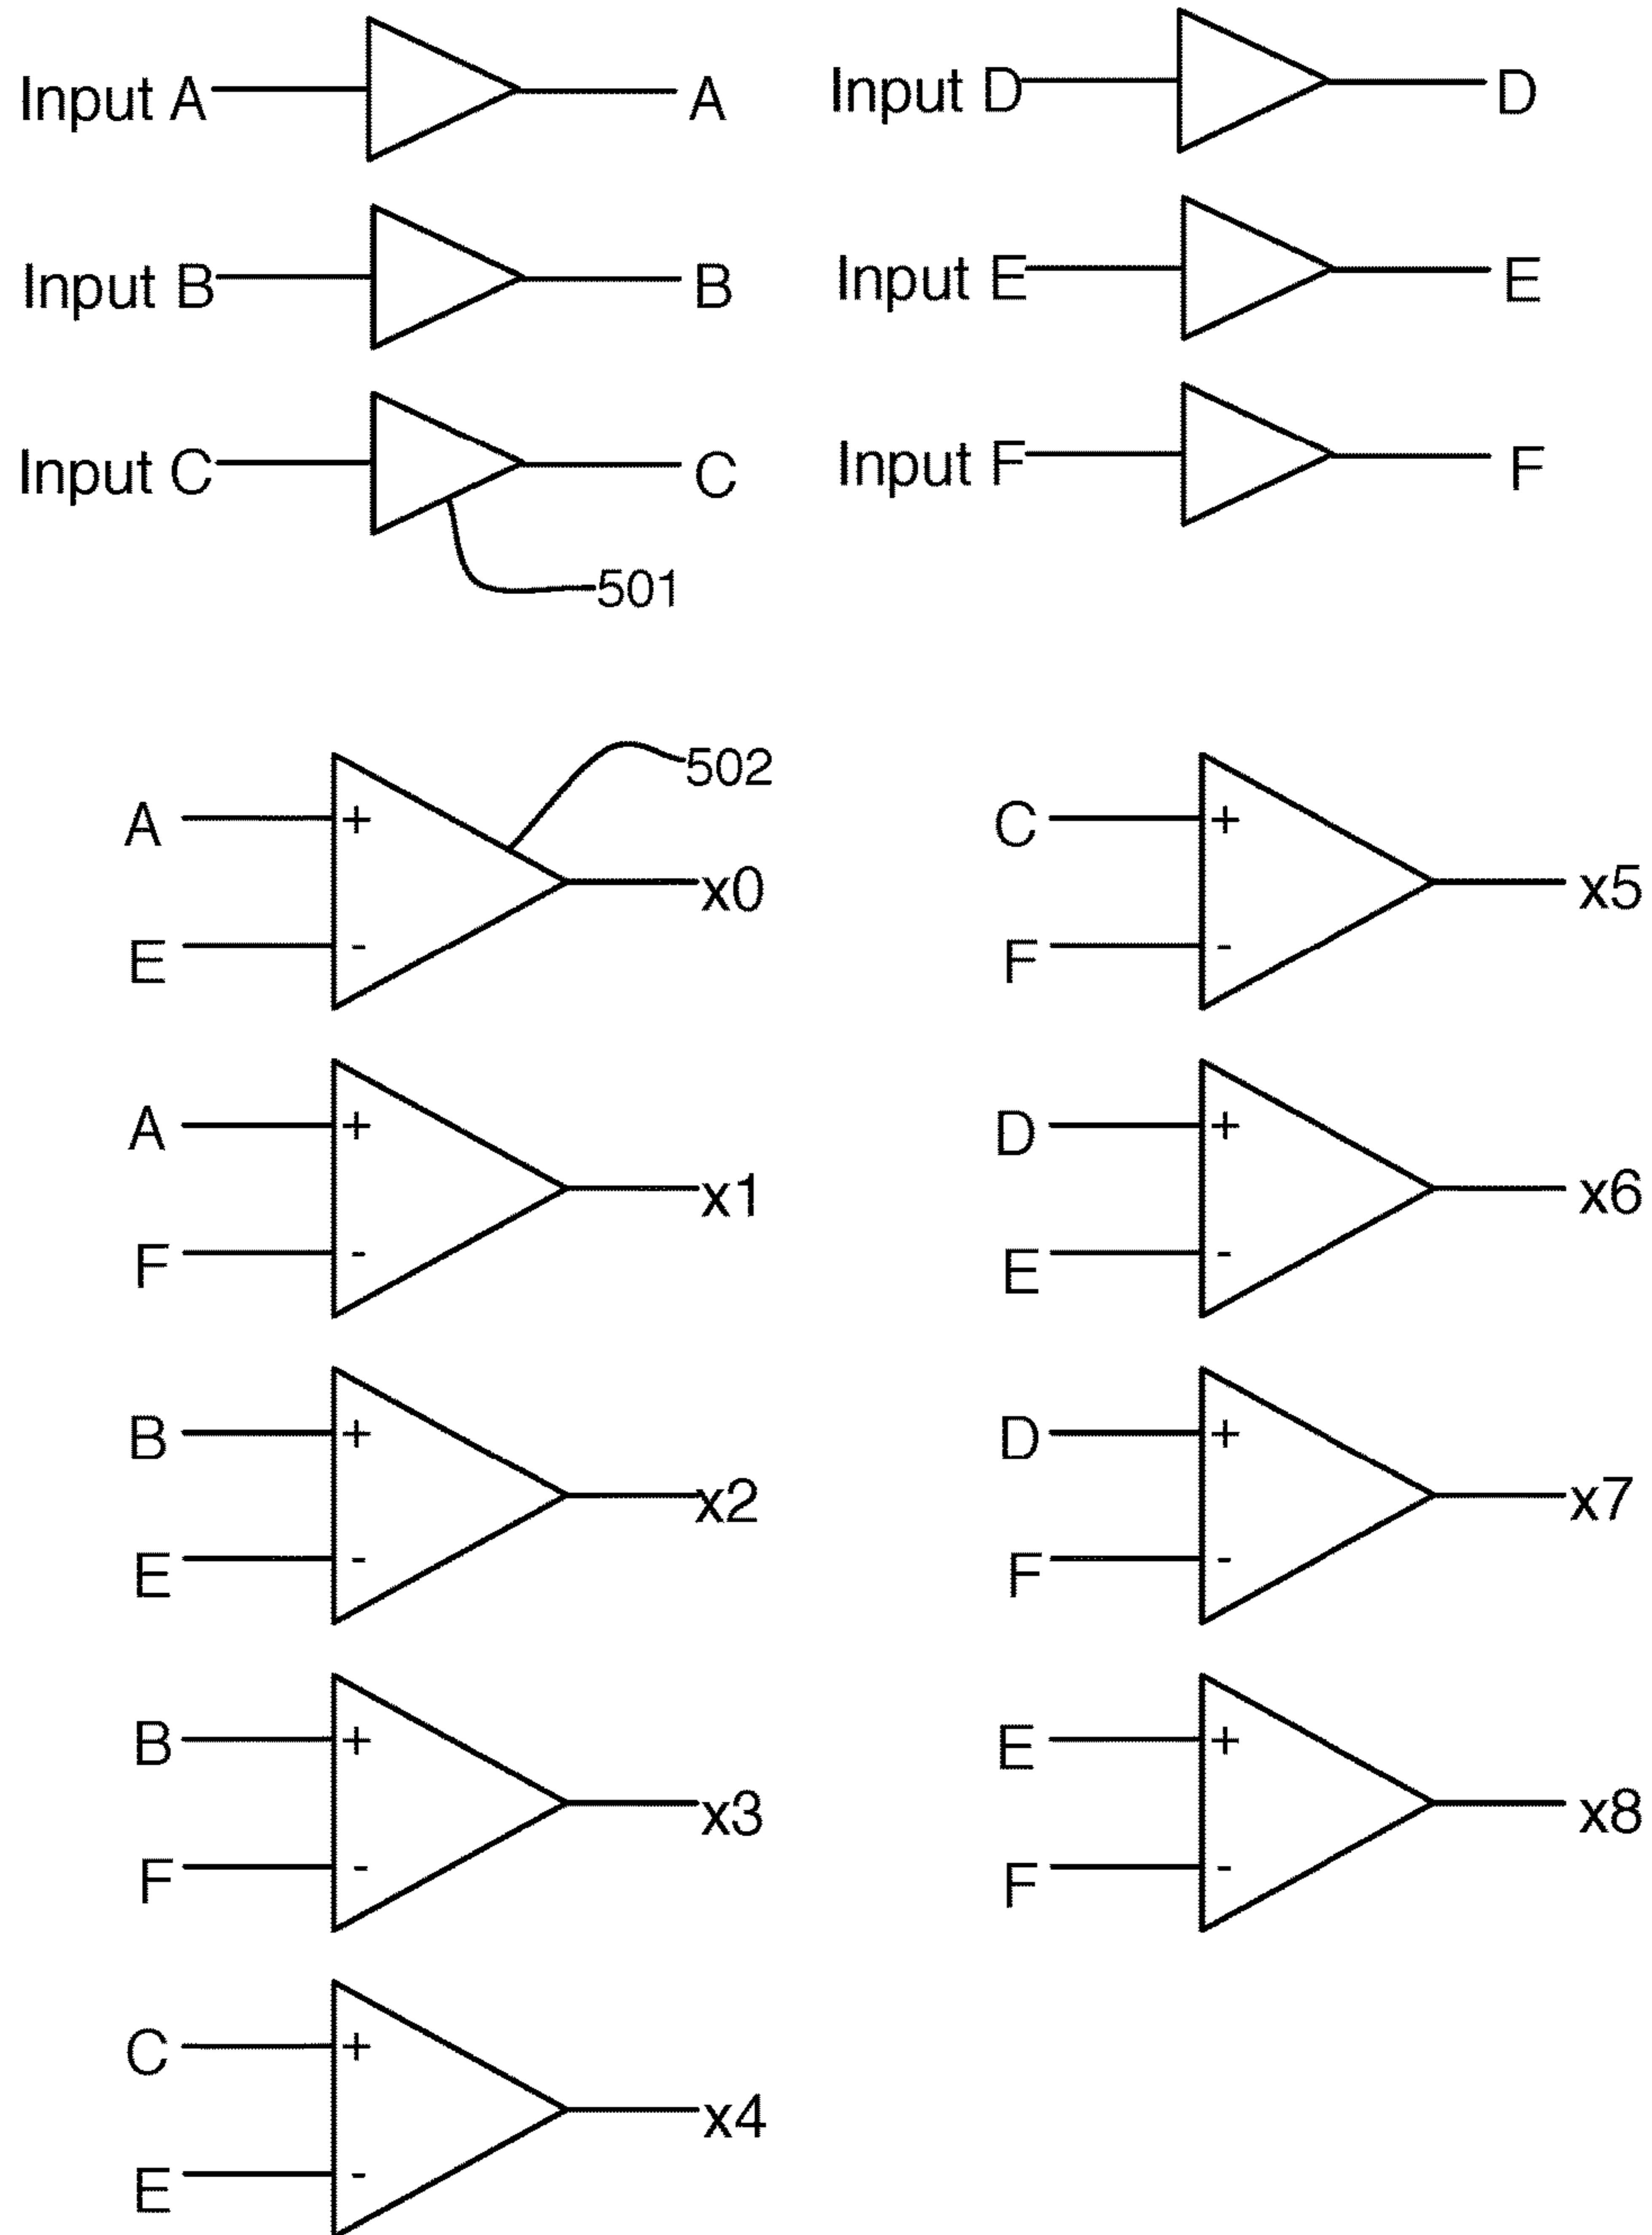 Input A A Input D D
Input B B Input E E
Input C C Input F F
501
502
A + x0 C + x5
E - F -
A + x1 D + x6
F - E -
B + x2 D + x7
E - F -
B + x3 E + x8
F - F -
C + x4
E -